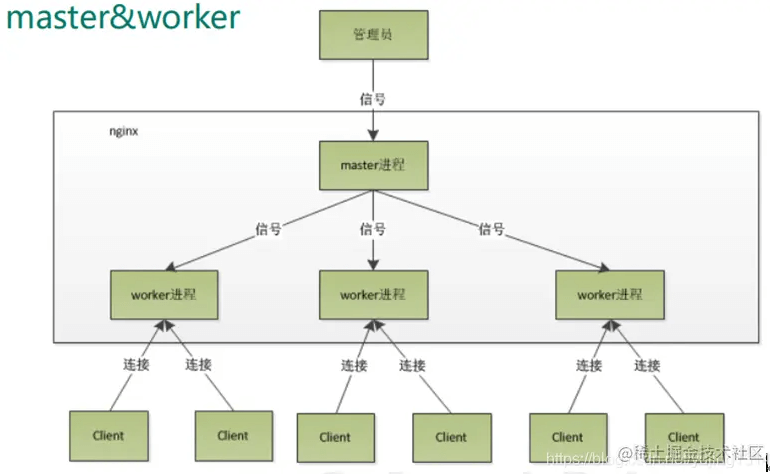 master&worker
管理员
信号
nginx
master进程
信号 信号 信号
worker进程 worker进程 worker进程
连接 连接 连接 连接 连接 连接
Client Client Client Client Client Client
@稀土掘金技术社区
https://blog